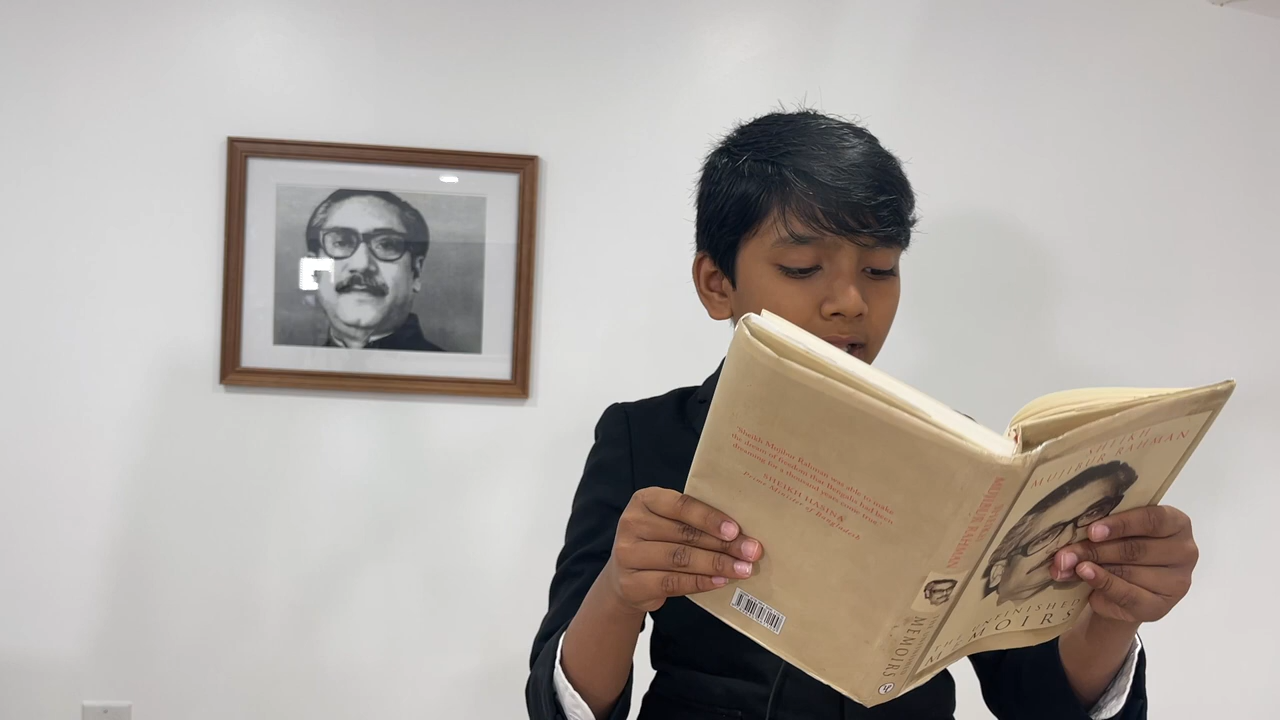 "Sheikh Mujibur Rahman was able to make
the dream of freedom that Bengalis had been
dreaming for a thousand years come true"
SHEIKH HASINA
Prime Minister of Bangladesh
SHEIKH
MUJIBUR RAHMAN
MEMOIRS
SHEIKH
MUJIBUR RAHMAN
THE UNFINISHED
MEMOIRS